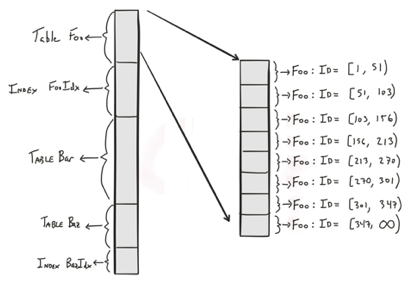 Table Foo
Index FooIdx
Table Bar
Table Baz
Index BazIdx
Foo: ID= [1, 51)
Foo: ID= [51, 103)
Foo: ID= [103, 156)
Foo: ID= [156, 213)
Foo: ID= [213, 270)
Foo: ID= [270, 301)
Foo: ID= [301, 347)
Foo: ID= [347, ∞)